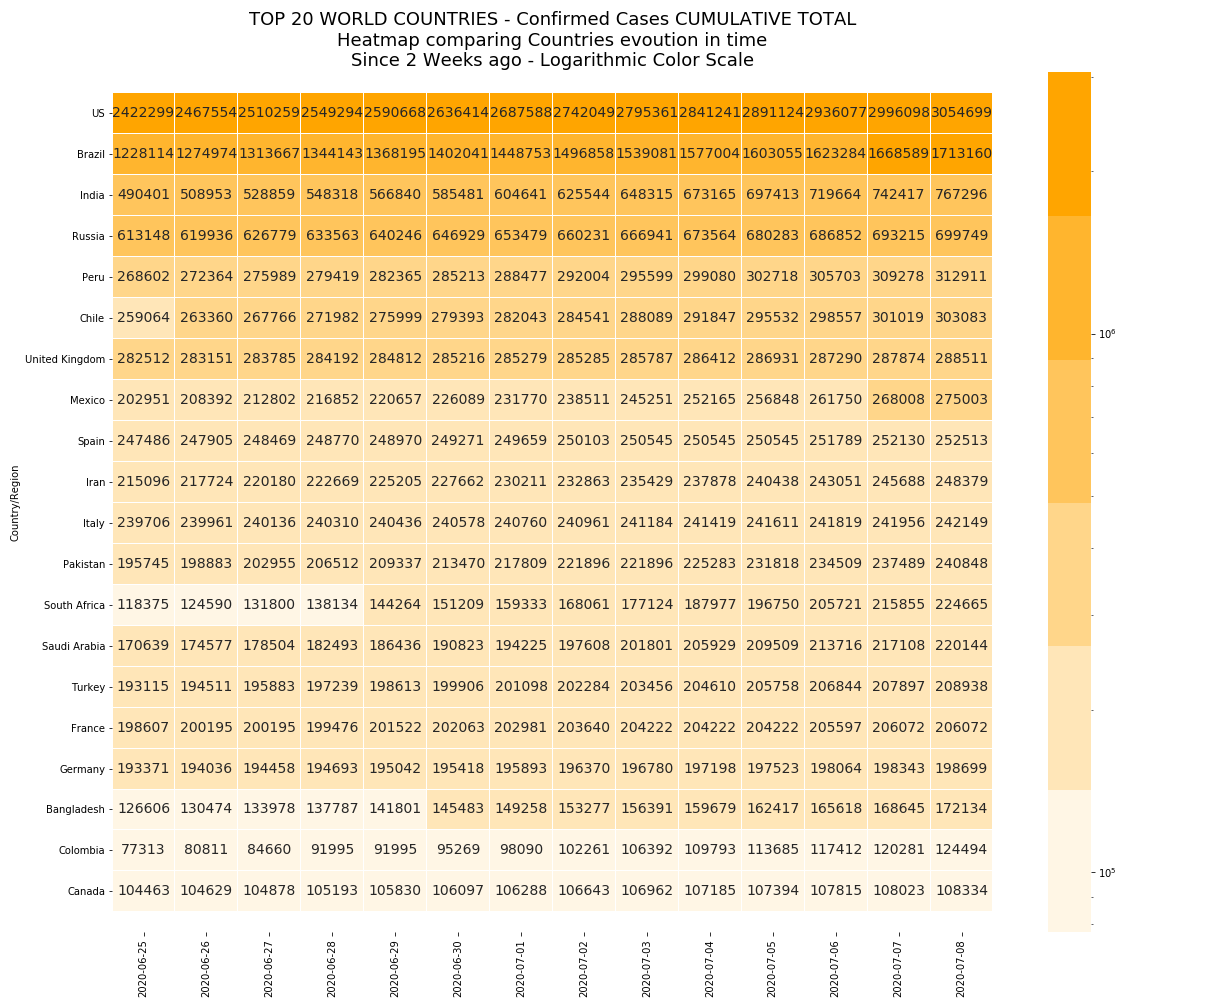 TOP 20 WORLD COUNTRIES - Confirmed Cases CUMULATIVE TOTAL
Heatmap comparing Countries evoution in time
Since 2 Weeks ago - Logarithmic Color Scale
US 2422299 2467554 2510259 2549294 2590668 2636414 2687588 2742049 2795361 2841241 2891124 2936077 2996098 3054699
Brazil 1228114 1274974 1313667 1344143 1368195 1402041 1448753 1496858 1539081 1577004 1603055 1623284 1668589 1713160
India 490401 508953 528859 548318 566840 585481 604641 625544 648315 673165 697413 719664 742417 767296
Russia 613148 619936 626779 633563 640246 646929 653479 660231 666941 673564 680283 686852 693215 699749
Peru 268602 272364 275989 279419 282365 285213 288477 292004 295599 299080 302718 305703 309278 312911
Chile 259064 263360 267766 271982 275999 279393 282043 284541 288089 291847 295532 298557 301019 303083
United Kingdom 282512 283151 283785 284192 284812 285216 285279 285285 285787 286412 286931 287290 287874 288511
Mexico 202951 208392 212802 216852 220657 226089 231770 238511 245251 252165 256848 261750 268008 275003
Spain 247486 247905 248469 248770 248970 249271 249659 250103 250545 250545 250545 251789 252130 252513
Iran 215096 217724 220180 222669 225205 227662 230211 232863 235429 237878 240438 243051 245688 248379
Italy 239706 239961 240136 240310 240436 240578 240760 240961 241184 241419 241611 241819 241956 242149
Pakistan 195745 198883 202955 206512 209337 213470 217809 221896 221896 225283 231818 234509 237489 240848
South Africa 118375 124590 131800 138134 144264 151209 159333 168061 177124 187977 196750 205721 215855 224665
Saudi Arabia 170639 174577 178504 182493 186436 190823 194225 197608 201801 205929 209509 213716 217108 220144
Turkey 193115 194511 195883 197239 198613 199906 201098 202284 203456 204610 205758 206844 207897 208938
France 198607 200195 200195 199476 201522 202063 202981 203640 204222 204222 204222 205597 206072 206072
Germany 193371 194036 194458 194693 195042 195418 195893 196370 196780 197198 197523 198064 198343 198699
Bangladesh 126606 130474 133978 137787 141801 145483 149258 153277 156391 159679 162417 165618 168645 172134
Colombia 77313 80811 84660 91995 91995 95269 98090 102261 106392 109793 113685 117412 120281 124494
Canada 104463 104629 104878 105193 105830 106097 106288 106643 106962 107185 107394 107815 108023 108334
Country/Region
2020-06-25 2020-06-26 2020-06-27 2020-06-28 2020-06-29 2020-06-30 2020-07-01 2020-07-02 2020-07-03 2020-07-04 2020-07-05 2020-07-06 2020-07-07 2020-07-08
10⁶
10⁵